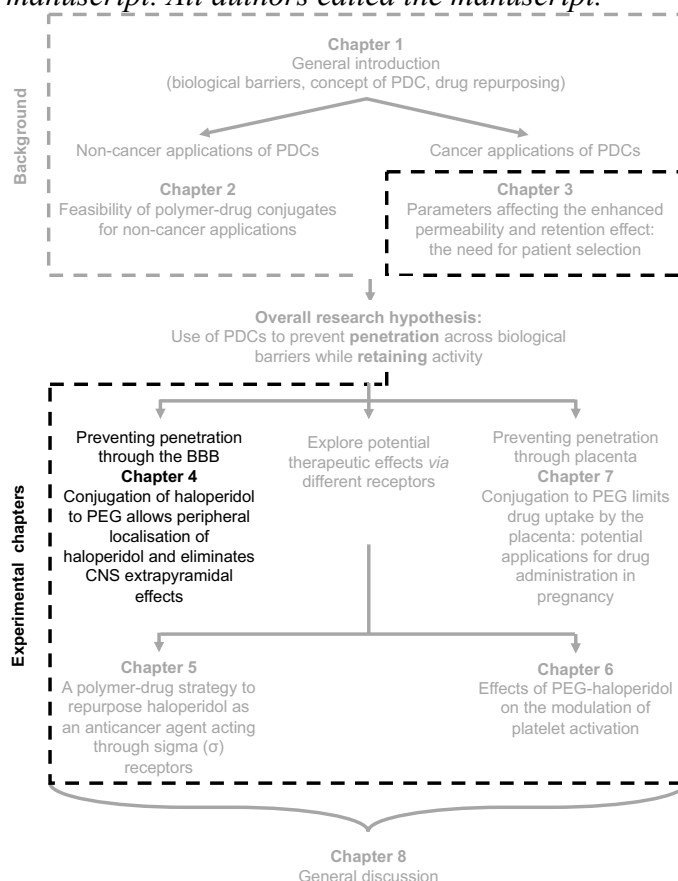 manuscript. All authors called the manuscript.
Background
Chapter 1
General introduction
(biological barriers, concept of PDC, drug repurposing)
Non-cancer applications of PDCs
Cancer applications of PDCs
Chapter 2
Feasibility of polymer-drug conjugates
for non-cancer applications
Chapter 3
Parameters affecting the enhanced
permeability and retention effect:
the need for patient selection
Overall research hypothesis:
Use of PDCs to prevent penetration across biological
barriers while retaining activity
Experimental chapters
Preventing penetration
through the BBB
Chapter 4
Conjugation of haloperidol
to PEG allows peripheral
localisation of
haloperidol and eliminates
CNS extrapyramidal
effects
Explore potential
therapeutic effects via
different receptors
Preventing penetration
through placenta
Chapter 7
Conjugation to PEG limits
drug uptake by the
placenta: potential
applications for drug
administration in
pregnancy
Chapter 5
A polymer-drug strategy to
repurpose haloperidol as
an anticancer agent acting
through sigma (σ)
receptors
Chapter 6
Effects of PEG-haloperidol
on the modulation of
platelet activation
Chapter 8
General discussion